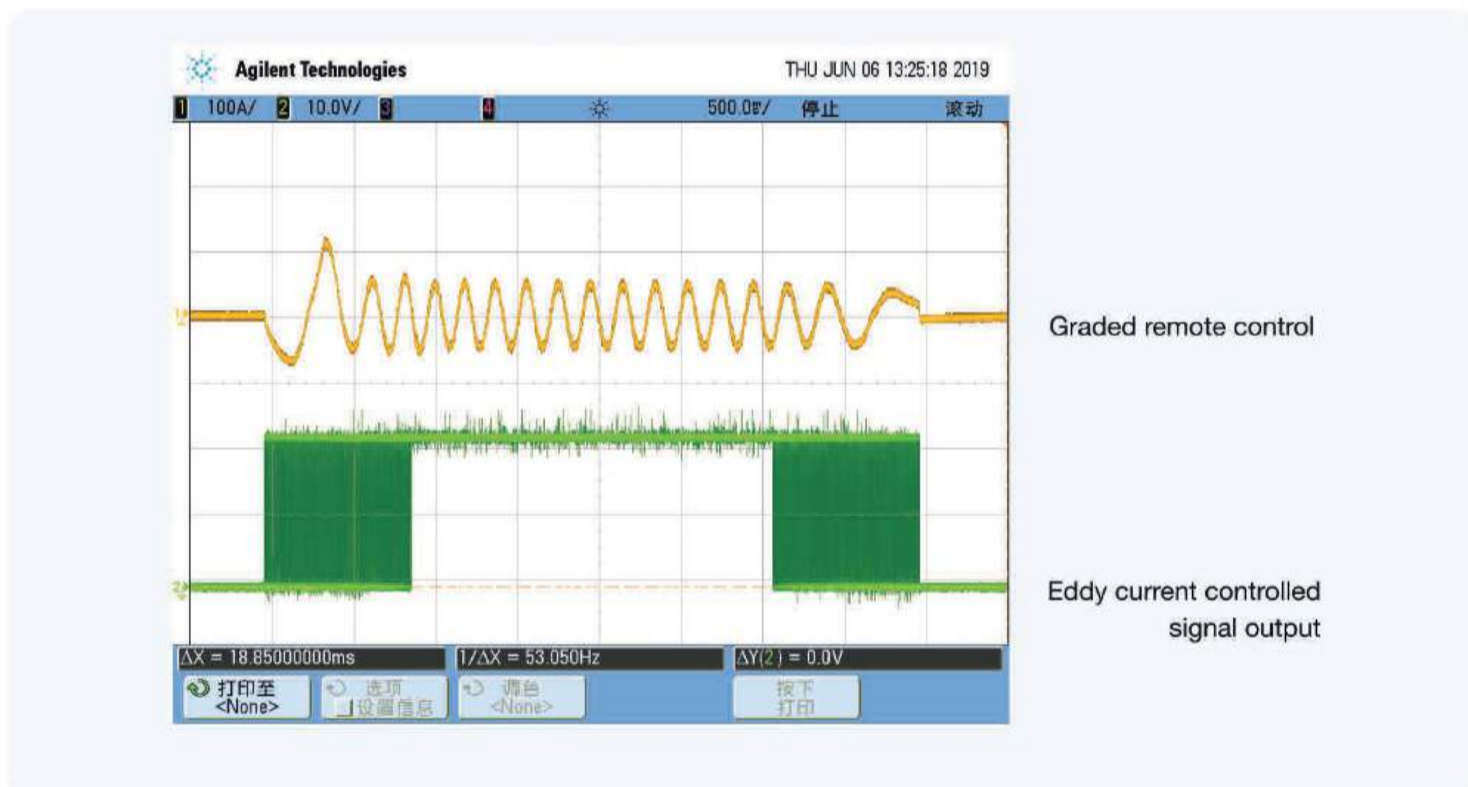 Agilent Technologies
THU JUN 06 13:25:18 2019
1 100A/ 2 10.0V/ 3 4 500.0ms/ 停止 滚动
Graded remote control
Eddy current controlled
signal output
ΔX = 18.85000000ms 1/ΔX = 53.050Hz ΔY(2) = 0.0V
打印至
<None>
选项
设置信息
调色
<None>
按下
打印